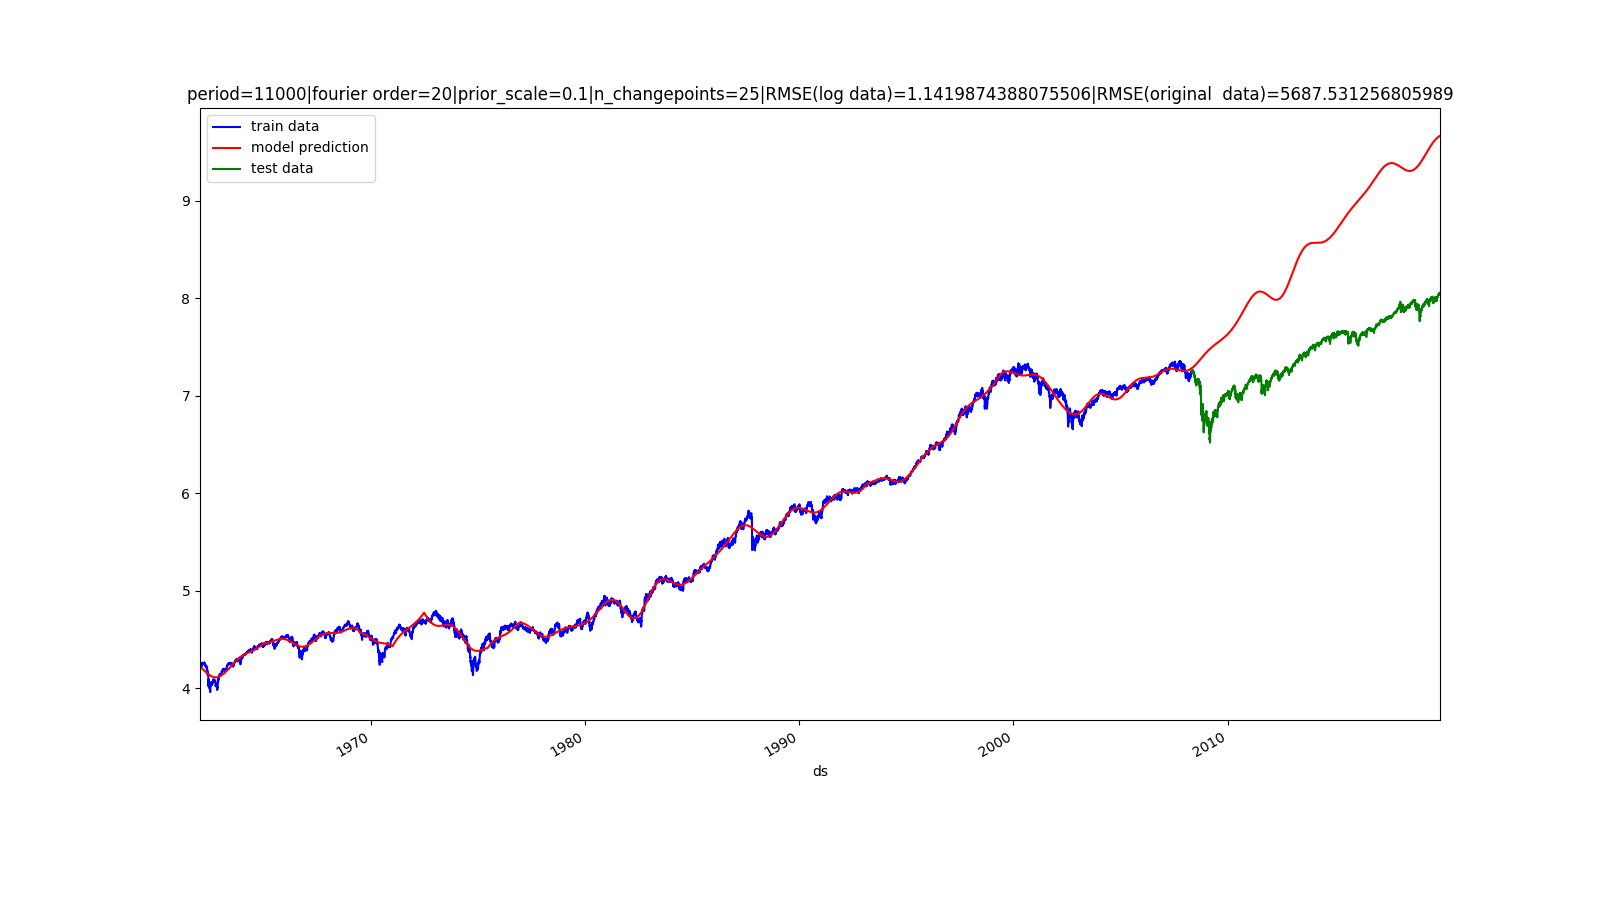 period=11000|fourier order=20|prior_scale=0.1|n_changepoints=25|RMSE(log data)=1.1419874388075506|RMSE(original  data)=5687.531256805989
train data
model prediction
test data
9
8
7
6
5
4
1970
1980
1990
2000
2010
ds